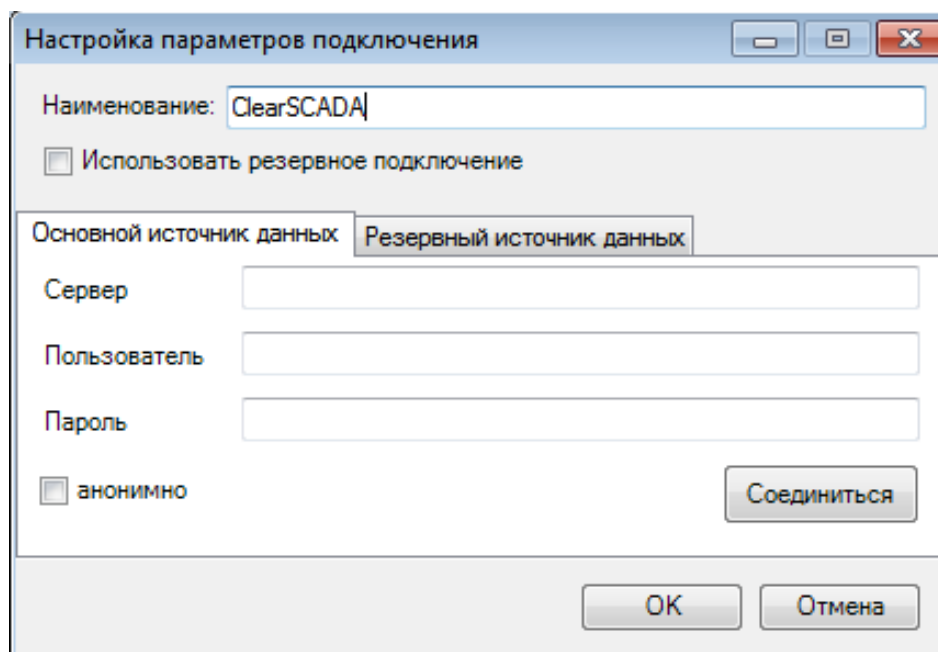 Настройка параметров подключения
Наименование: ClearSCADA
Использовать резервное подключение
Основной источник данных Резервный источник данных
Сервер
Пользователь
Пароль
анонимно Соединиться
OK Отмена